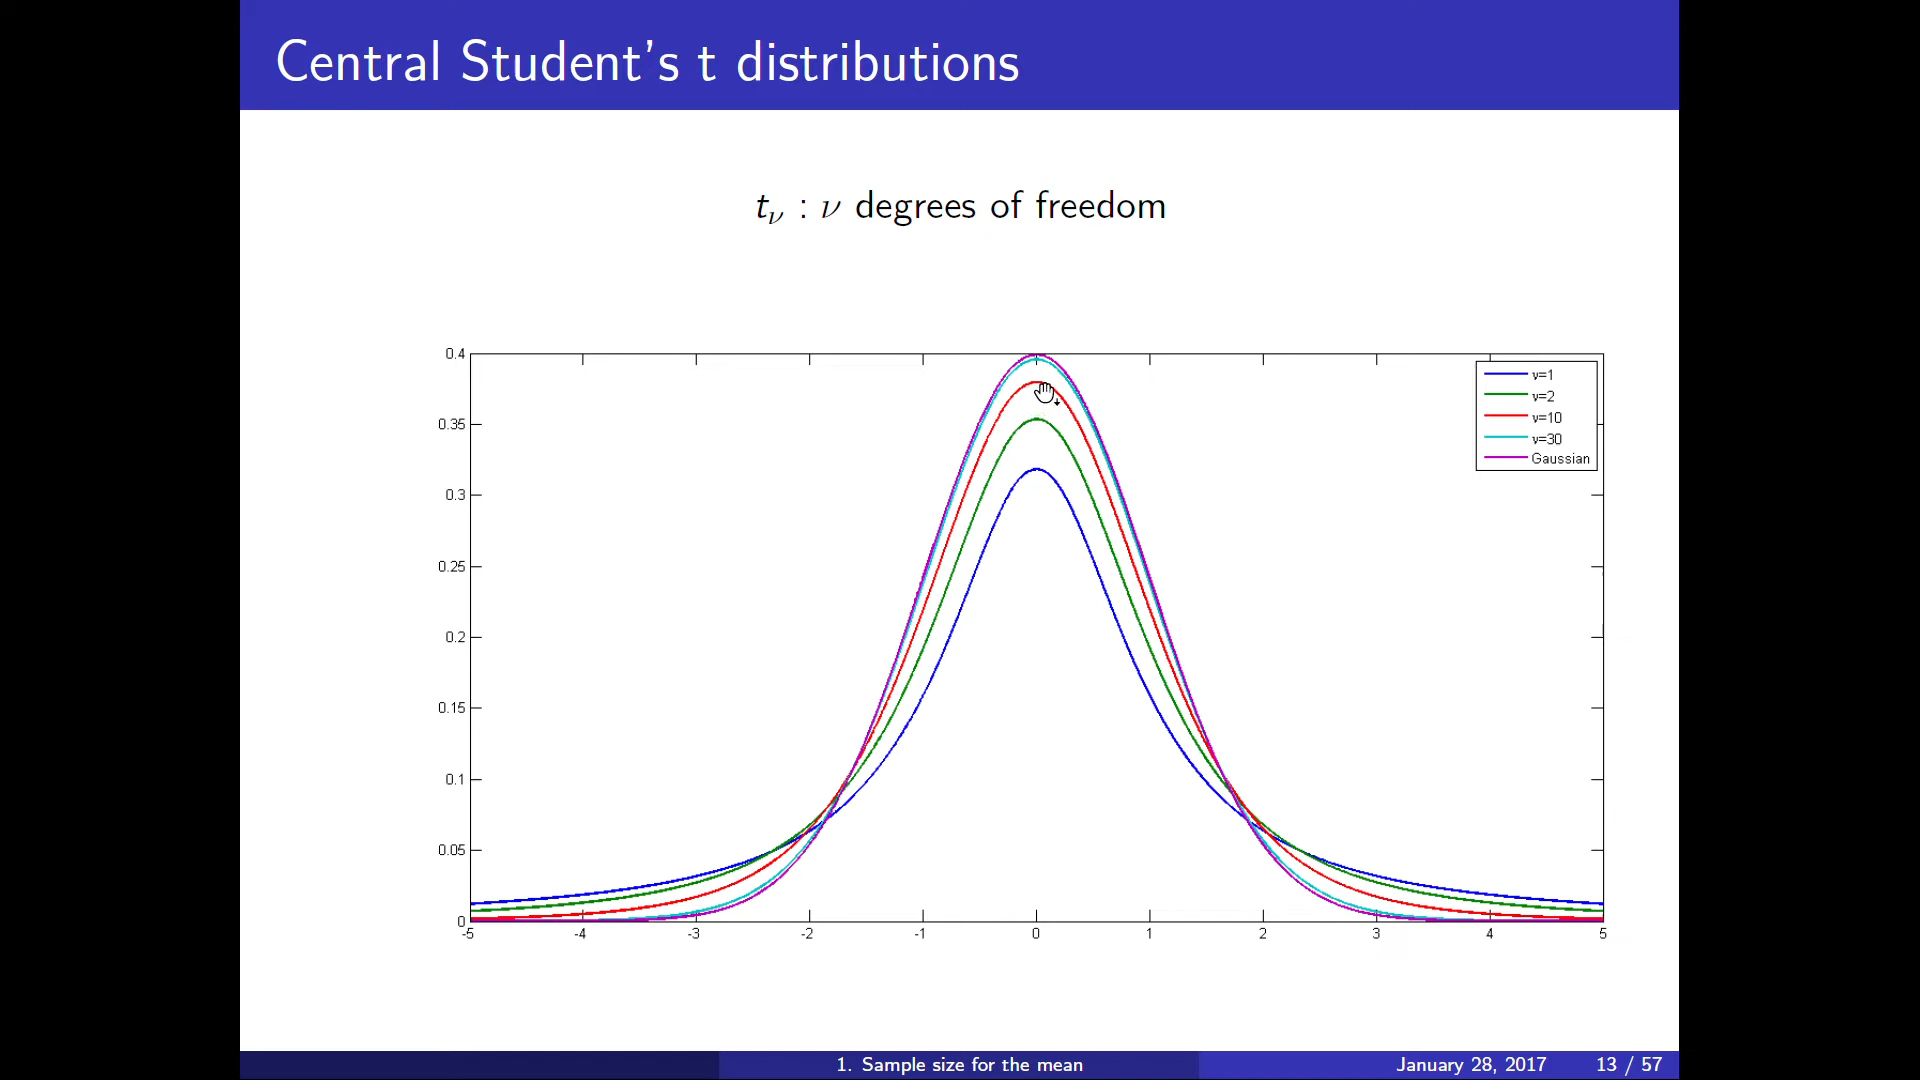 Central Student's t distributions
tν : ν degrees of freedom
0.4
0.35
0.3
0.25
0.2
0.15
0.1
0.05
0
-5 -4 -3 -2 -1 0 1 2 3 4 5
v=1
v=2
v=10
v=30
Gaussian
1. Sample size for the mean January 28, 2017 13 / 57